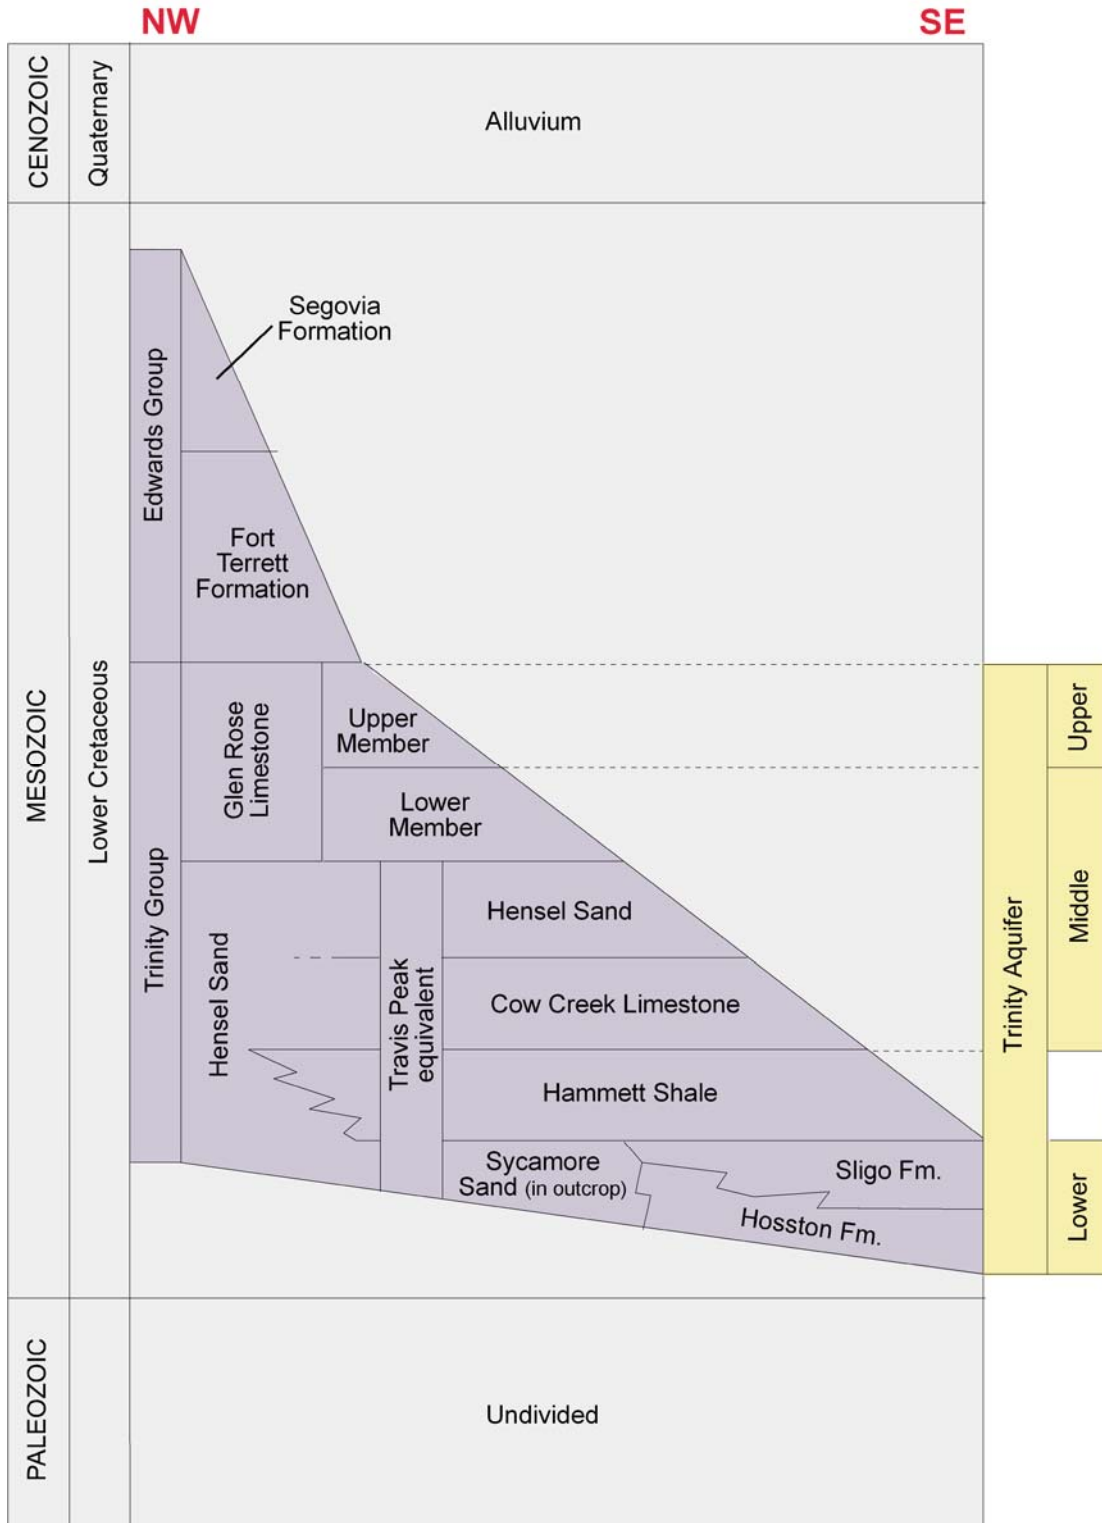 NW
SE
CENOZOIC
Quaternary
Alluvium
MESOZOIC
Lower Cretaceous
Edwards Group
Segovia
Formation
Fort
Terrett
Formation
Trinity Group
Glen Rose
Limestone
Upper
Member
Lower
Member
Hensel Sand
Travis Peak
equivalent
Hensel Sand
Cow Creek Limestone
Hammett Shale
Sycamore
Sand (in outcrop)
Sligo Fm.
Hosston Fm.
Trinity Aquifer
Upper
Middle
Lower
PALEOZOIC
Undivided